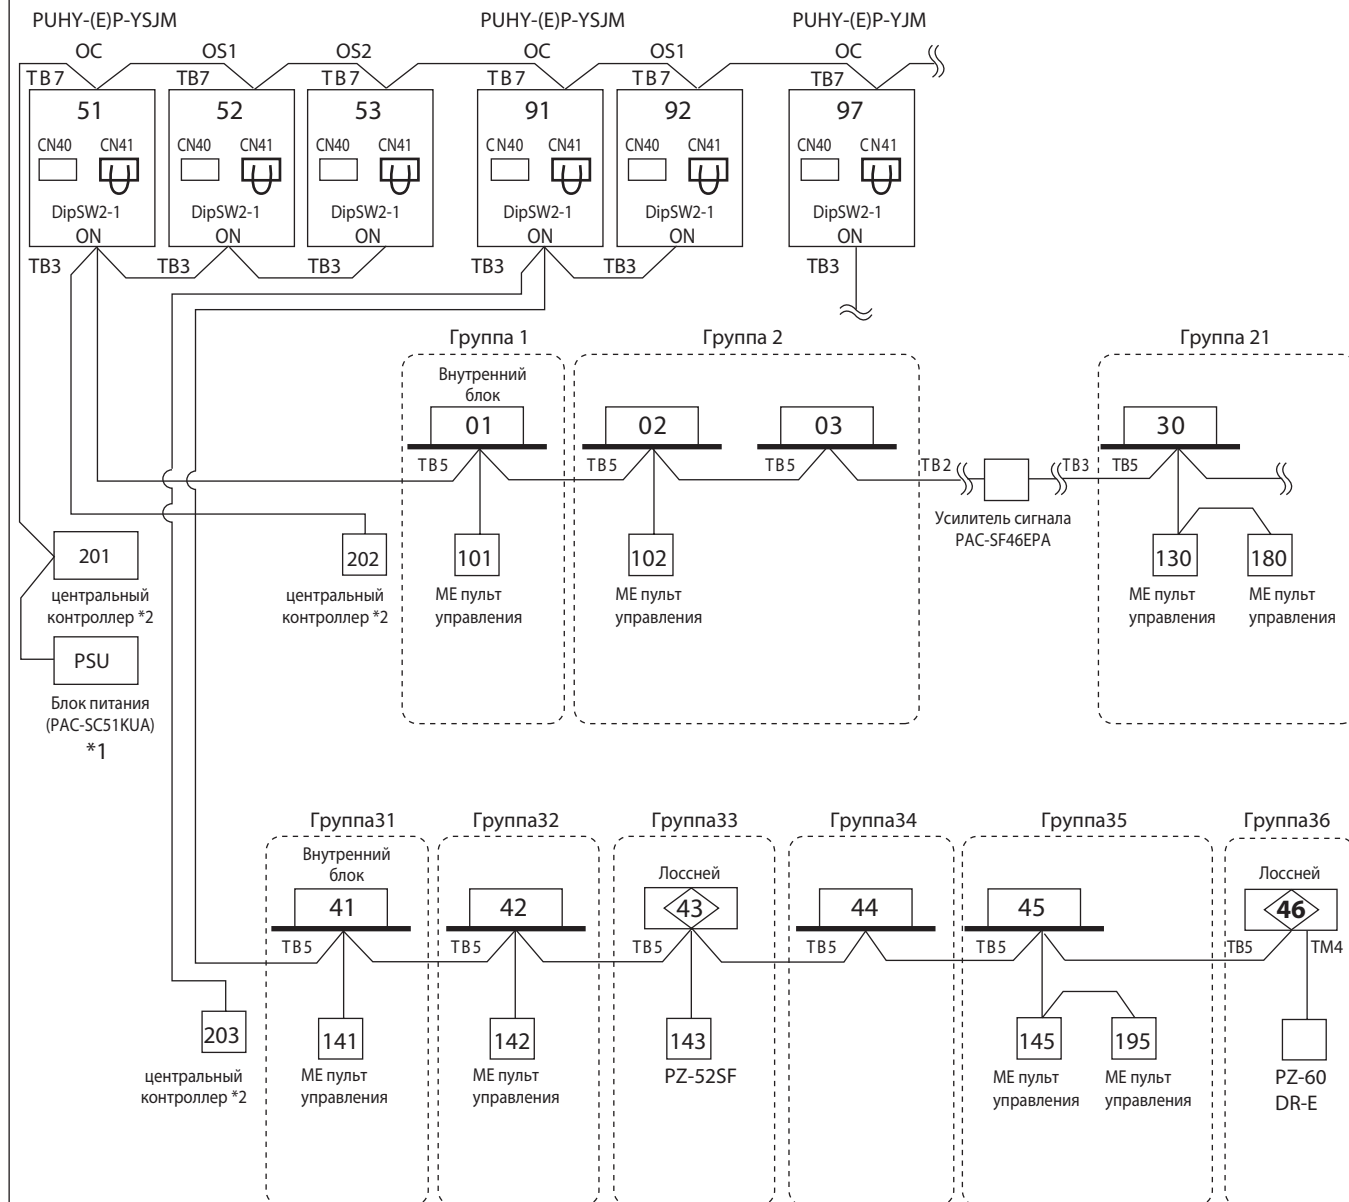 PUHY-(E)P-YSJM PUHY-(E)P-YSJM PUHY-(E)P-YJM
OC OS1 OS2 OC OS1 OC
TB7 TB7 TB7 TB7 TB7 TB7
51 52 53 91 92 97
CN40 CN41 CN40 CN41 CN40 CN41 CN40 CN41 CN40 CN41 CN40 CN41
DipSW2-1 DipSW2-1 DipSW2-1 DipSW2-1 DipSW2-1 DipSW2-1
ON ON ON ON ON ON
TB3 TB3 TB3 TB3 TB3 TB3
Группа 1 Группа 2 Группа 21
Внутренний
блок
01 02 03 30
TB5 TB5 TB5 TB2 TB3 TB5
Усилитель сигнала
PAC-SF46EPA
201 202 101 102 130 180
центральный
контроллер *2
центральный
контроллер *2
МЕ пульт
управления
МЕ пульт
управления
МЕ пульт
управления
МЕ пульт
управления
PSU
Блок питания
(PAC-SC51KUA)
*1
Группа31 Группа32 Группа33 Группа34 Группа35 Группа36
Внутренний
блок
Лоссней
Лоссней
41 42 43 44 45 46
TB5 TB5 TB5 TB5 TB5 TB5 TM4
203 141 142 143 145 195
центральный
контроллер *2
МЕ пульт
управления
МЕ пульт
управления
PZ-52SF
МЕ пульт
управления
МЕ пульт
управления
PZ-60
DR-E